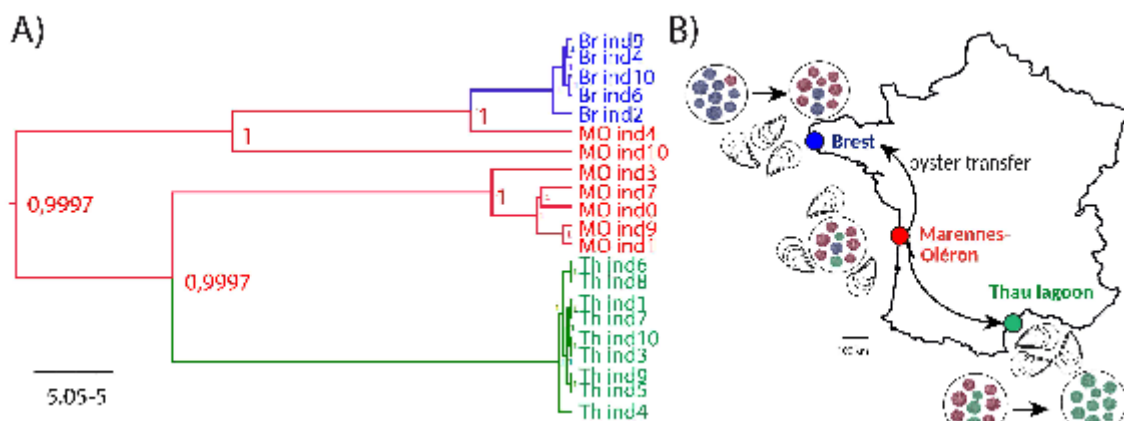 A)
Br ind9
Br ind4
Br ind10
Br ind6
Br ind2
MO ind4
MO ind10
MO ind3
MO ind7
MO ind0
MO ind9
MO ind1
Th ind6
Th ind8
Th ind1
Th ind7
Th ind10
Th ind3
Th ind9
Th ind5
Th ind4
1
1
1
0,9997
0,9997
5.05-5
B)
Brest
oyster transfer
Marennes-
Oléron
Thau lagoon